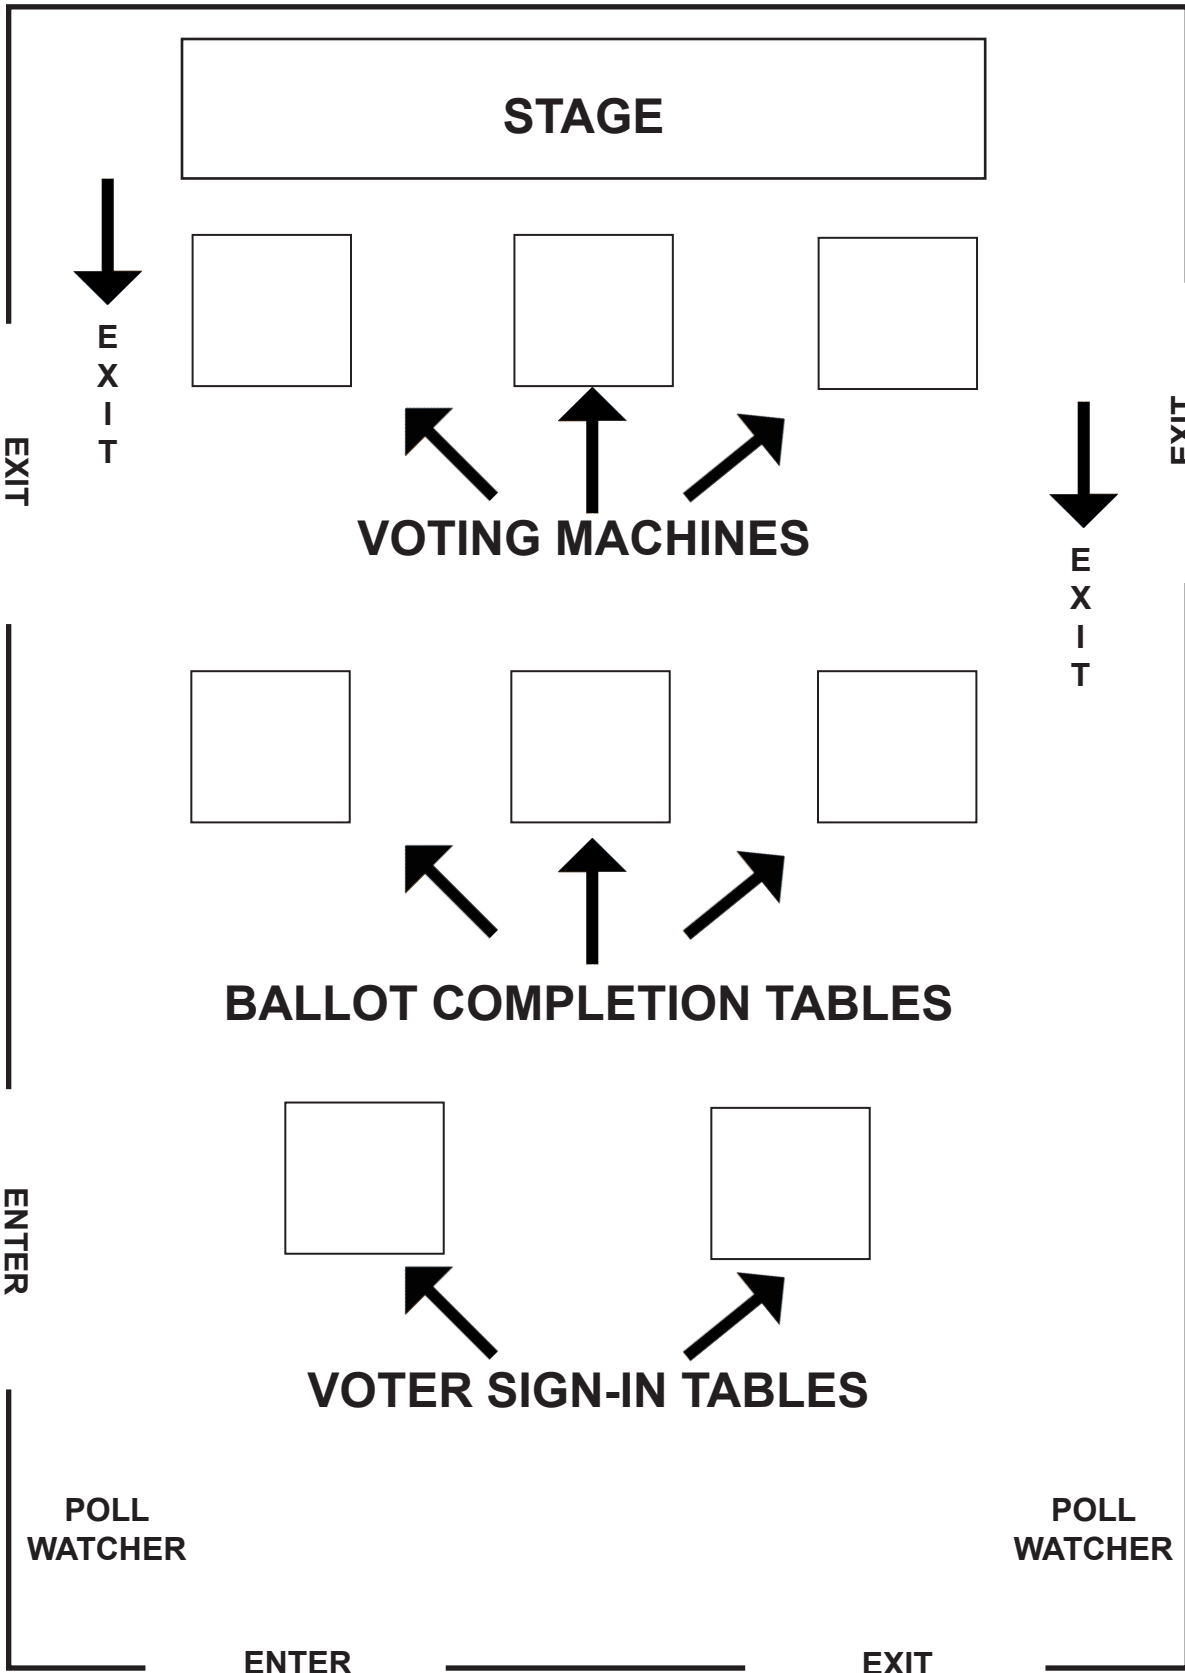 STAGE
EXIT
EXIT
EXIT
VOTING MACHINES
EXIT
BALLOT COMPLETION TABLES
ENTER
VOTER SIGN-IN TABLES
POLL
WATCHER
POLL
WATCHER
ENTER
EXIT